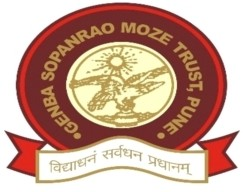 • GENBA SOPANRAO MOZE TRUST, PUNE •
विद्याधनं सर्वधन प्रधानम्